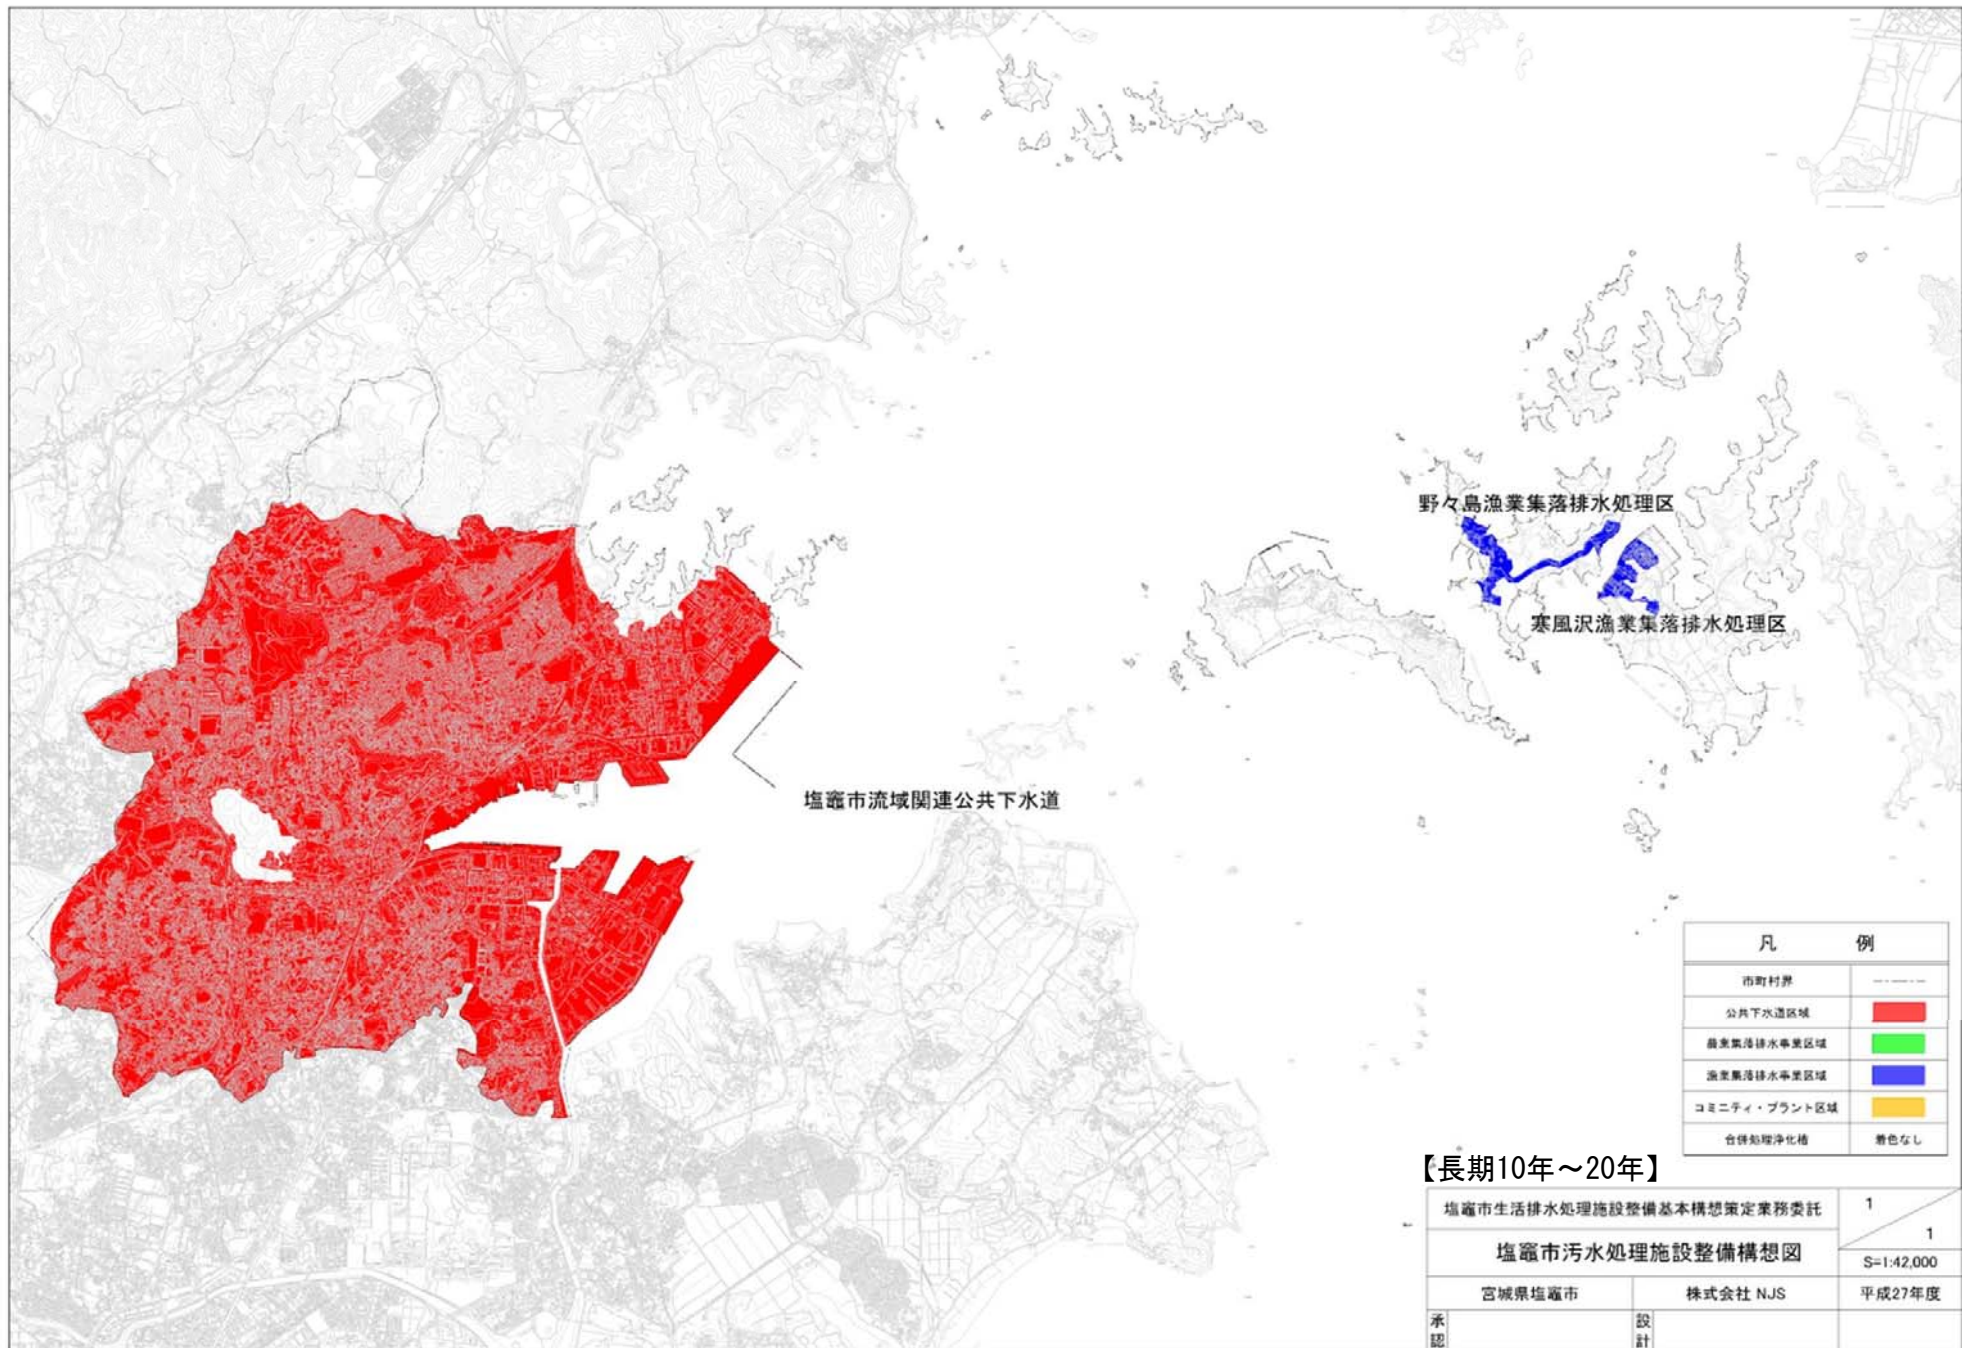 野々島漁業集落排水処理区
寒風沢漁業集落排水処理区
塩竈市流域関連公共下水道
凡 例
市町村界
公共下水道区域
農業集落排水事業区域
漁業集落排水事業区域
コミニティ・プラント区域
合併処理浄化槽 着色なし
【長期10年～20年】
塩竈市生活排水処理施設整備基本構想策定業務委託 1
1
塩竈市汚水処理施設整備構想図
S=1:42,000
宮城県塩竈市 株式会社 NJS 平成27年度
承認 設計